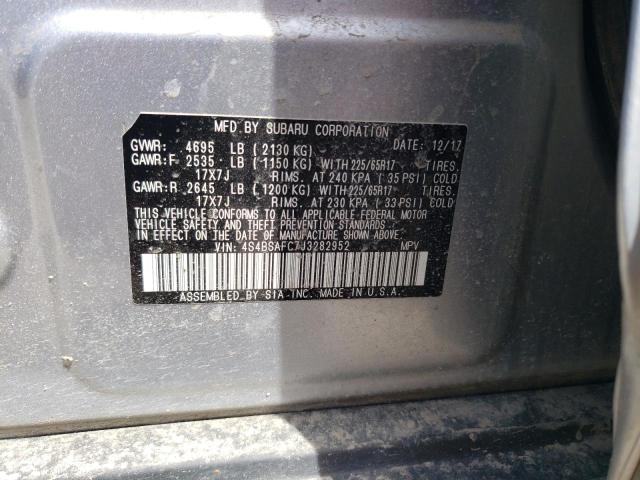 MFD BY SUBARU CORPORATION
GVWR: 4695 LB ( 2130 KG) DATE: 12/17
GAWR:F 2535 LB ( 1150 KG) WITH 225/65R17 TIRES.
17X7J RIMS. AT 240 KPA ( 35 PSI) COLD
GAWR:R 2645 LB ( 1200 KG) WITH 225/65R17 TIRES.
17X7J RIMS. AT 230 KPA ( 33 PSI) COLD
THIS VEHICLE CONFORMS TO ALL APPLICABLE FEDERAL MOTOR
VEHICLE SAFETY AND THEFT PREVENTION STANDARDS
IN EFFECT ON THE DATE OF MANUFACTURE SHOWN ABOVE
VIN: 4S4BSAFC7J3282952 MPV
ASSEMBLED BY SIA INC. MADE IN U.S.A.